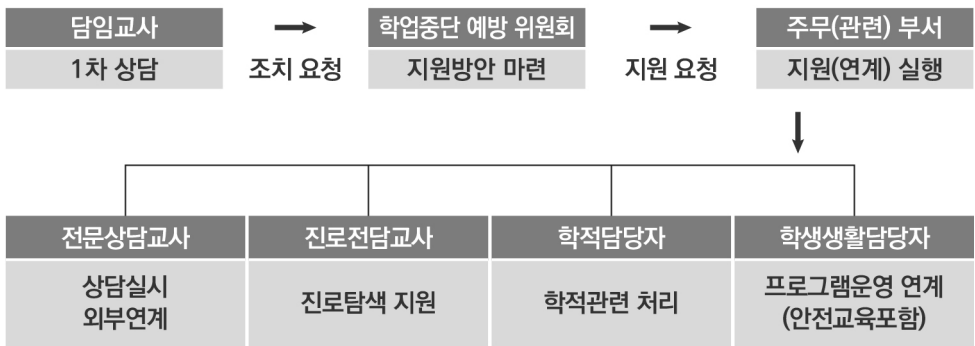 담임교사
1차 상담
조치 요청
학업중단 예방 위원회
지원방안 마련
지원 요청
주무(관련) 부서
지원(연계) 실행
전문상담교사
상담실시
외부연계
진로전담교사
진로탐색 지원
학적담당자
학적관련 처리
학생생활담당자
프로그램운영 연계
(안전교육포함)